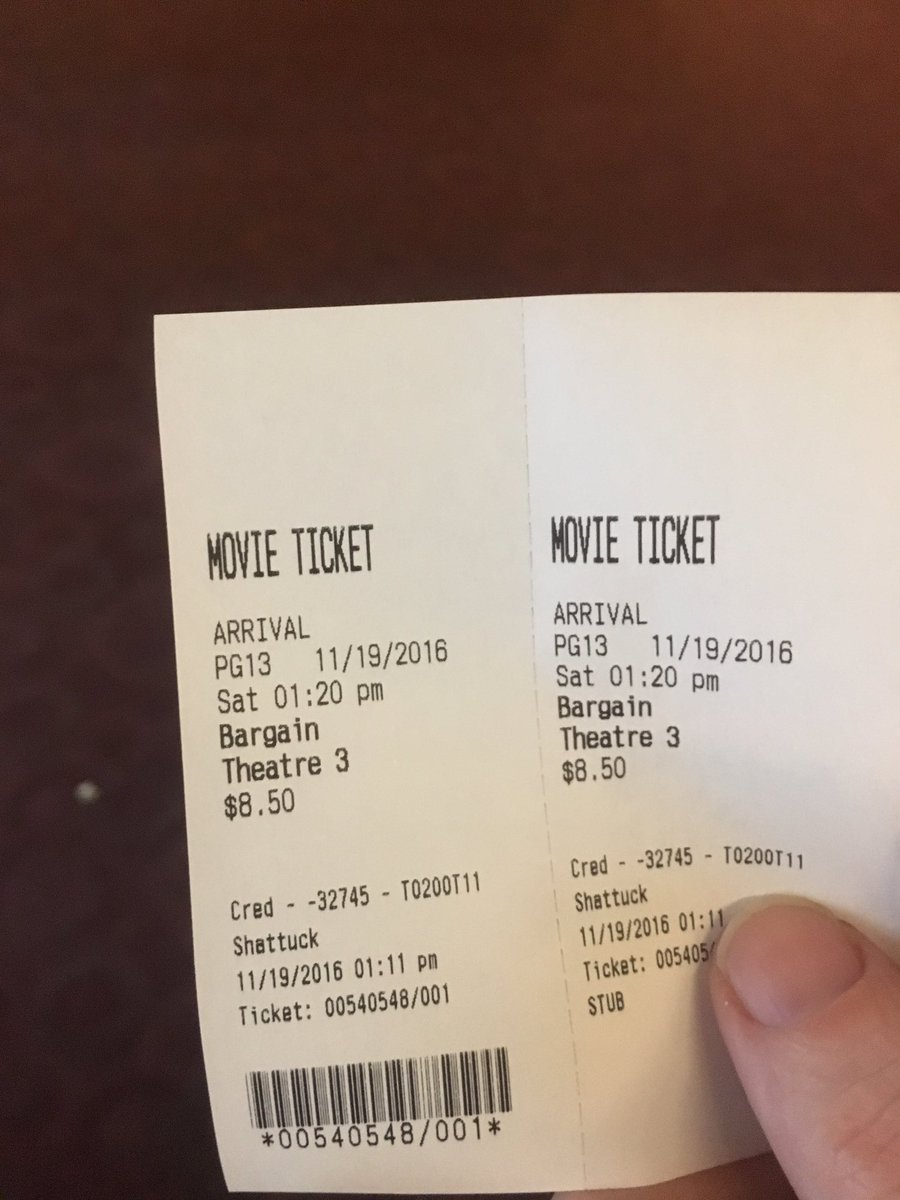 MOVIE TICKET
ARRIVAL
PG13 11/19/2016
Sat 01:20 pm
Bargain
Theatre 3
$8.50
Cred - -32745 - T0200T11
Shattuck
11/19/2016 01:11 pm
Ticket: 00540548/001
*00540548/001*
MOVIE TICKET
ARRIVAL
PG13 11/19/2016
Sat 01:20 pm
Bargain
Theatre 3
$8.50
Cred - -32745 - T0200T11
Shattuck
11/19/2016 01:11
Ticket: 005405
STUB